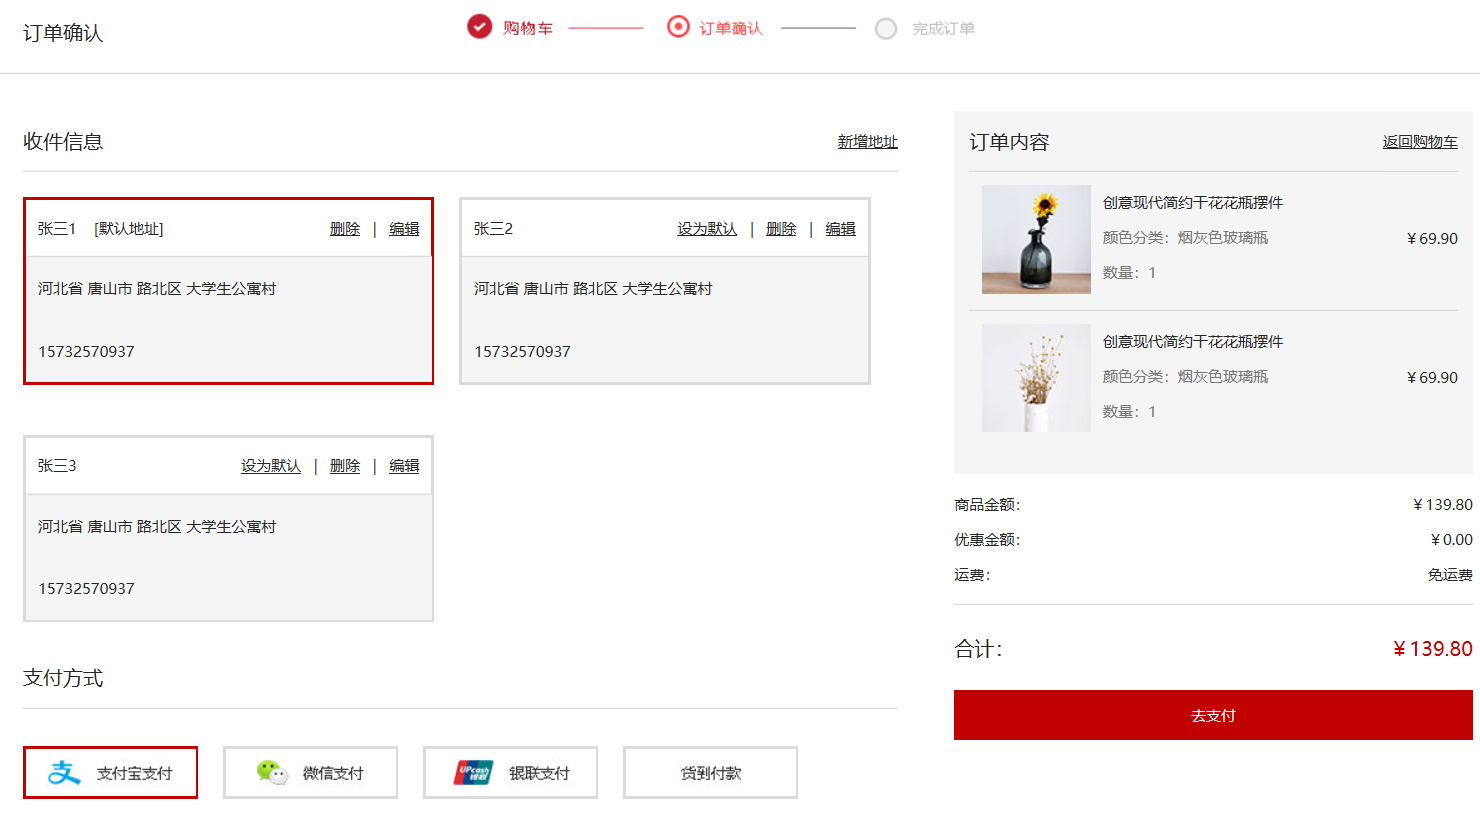 订单确认
购物车
订单确认
完成订单
收件信息
新增地址
张三1 [默认地址] 删除 | 编辑
河北省 唐山市 路北区 大学生公寓村
15732570937
张三2 设为默认 | 删除 | 编辑
河北省 唐山市 路北区 大学生公寓村
15732570937
张三3 设为默认 | 删除 | 编辑
河北省 唐山市 路北区 大学生公寓村
15732570937
支付方式
支付宝支付
微信支付
UPcash 银联 银联支付
货到付款
订单内容
返回购物车
创意现代简约干花花瓶摆件
颜色分类：烟灰色玻璃瓶
¥ 69.90
数量：1
创意现代简约干花花瓶摆件
颜色分类：烟灰色玻璃瓶
¥ 69.90
数量：1
商品金额： ¥ 139.80
优惠金额： ¥ 0.00
运费： 免运费
合计： ¥ 139.80
去支付